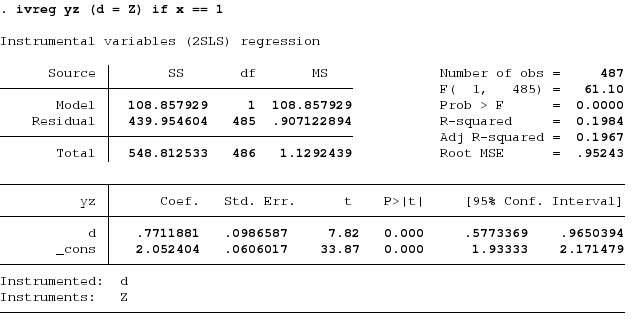 . ivreg yz (d = Z) if x == 1
Instrumental variables (2SLS) regression
Source | SS df MS Number of obs = 487
F( 1, 485) = 61.10
Model | 108.857929 1 108.857929 Prob > F = 0.0000
Residual | 439.954604 485 .907122894 R-squared = 0.1984
Adj R-squared = 0.1967
Total | 548.812533 486 1.1292439 Root MSE = .95243
yz | Coef. Std. Err. t P>|t| [95% Conf. Interval]
d | .7711881 .0986587 7.82 0.000 .5773369 .9650394
_cons | 2.052404 .0606017 33.87 0.000 1.93333 2.171479
Instrumented: d
Instruments: Z